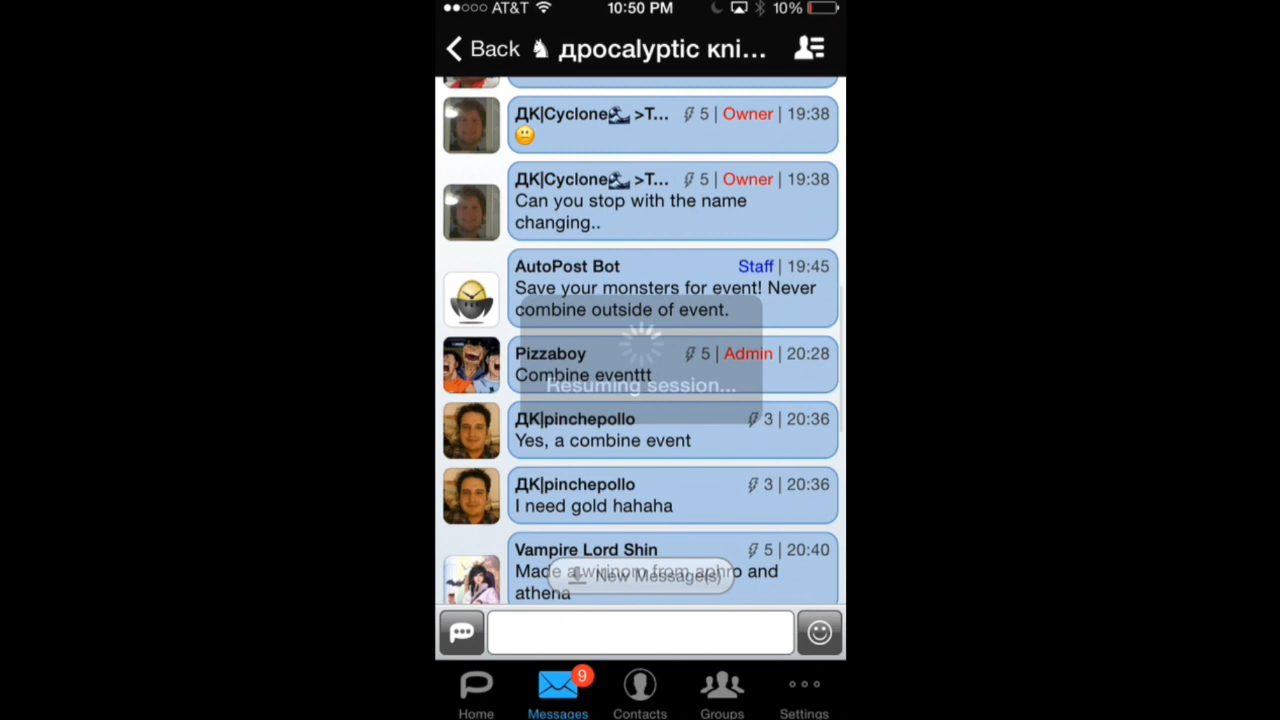 AT&T 10:50 PM 10%
Back ♞ дpocalyptic кni...
ДК|Cyclone🌊 >T... 5 | Owner | 19:38
😐
ДК|Cyclone🌊 >T... 5 | Owner | 19:38
Can you stop with the name
changing..
AutoPost Bot Staff | 19:45
Save your monsters for event! Never
combine outside of event.
Pizzaboy 5 | Admin | 20:28
Combine eventtt
Resuming session...
ДК|pinchepollo 3 | 20:36
Yes, a combine event
ДК|pinchepollo 3 | 20:36
I need gold hahaha
Vampire Lord Shin 5 | 20:40
Made a from aphro and
athena
New Message(s)
9
Home Messages Contacts Groups Settings